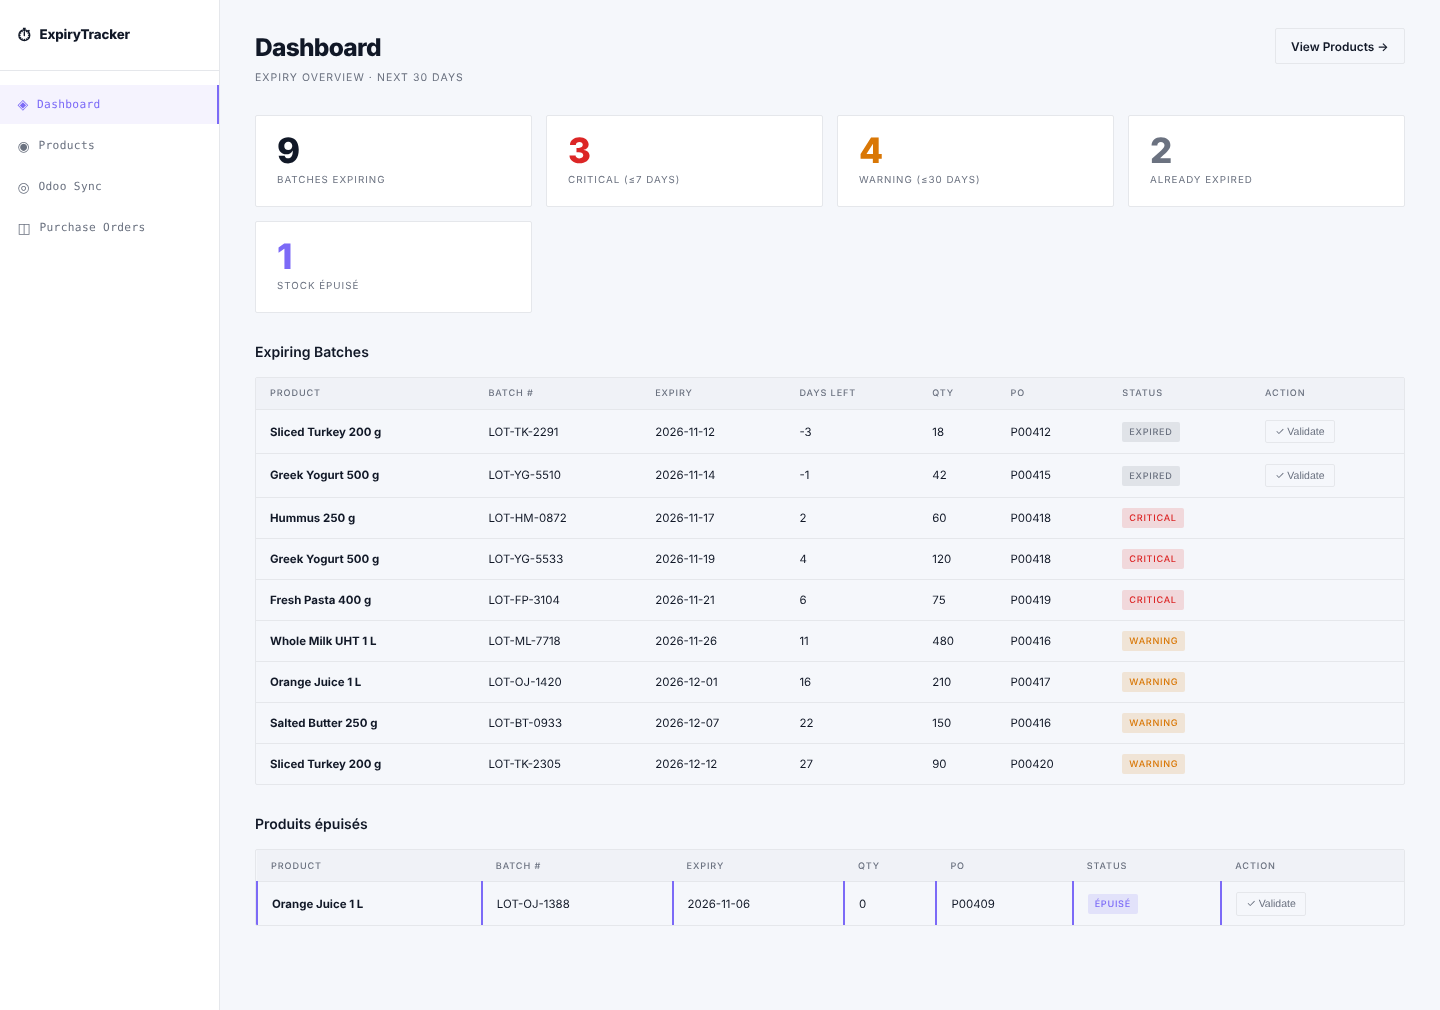 ExpiryTracker
Dashboard
Products
Odoo Sync
Purchase Orders
Dashboard
EXPIRY OVERVIEW · NEXT 30 DAYS
View Products →
9
BATCHES EXPIRING
3
CRITICAL (≤7 DAYS)
4
WARNING (≤30 DAYS)
2
ALREADY EXPIRED
1
STOCK ÉPUISÉ
Expiring Batches
PRODUCT BATCH # EXPIRY DAYS LEFT QTY PO STATUS ACTION
Sliced Turkey 200 g LOT-TK-2291 2026-11-12 -3 18 P00412 EXPIRED ✓ Validate
Greek Yogurt 500 g LOT-YG-5510 2026-11-14 -1 42 P00415 EXPIRED ✓ Validate
Hummus 250 g LOT-HM-0872 2026-11-17 2 60 P00418 CRITICAL
Greek Yogurt 500 g LOT-YG-5533 2026-11-19 4 120 P00418 CRITICAL
Fresh Pasta 400 g LOT-FP-3104 2026-11-21 6 75 P00419 CRITICAL
Whole Milk UHT 1 L LOT-ML-7718 2026-11-26 11 480 P00416 WARNING
Orange Juice 1 L LOT-OJ-1420 2026-12-01 16 210 P00417 WARNING
Salted Butter 250 g LOT-BT-0933 2026-12-07 22 150 P00416 WARNING
Sliced Turkey 200 g LOT-TK-2305 2026-12-12 27 90 P00420 WARNING
Produits épuisés
PRODUCT BATCH # EXPIRY QTY PO STATUS ACTION
Orange Juice 1 L LOT-OJ-1388 2026-11-06 0 P00409 ÉPUISÉ ✓ Validate